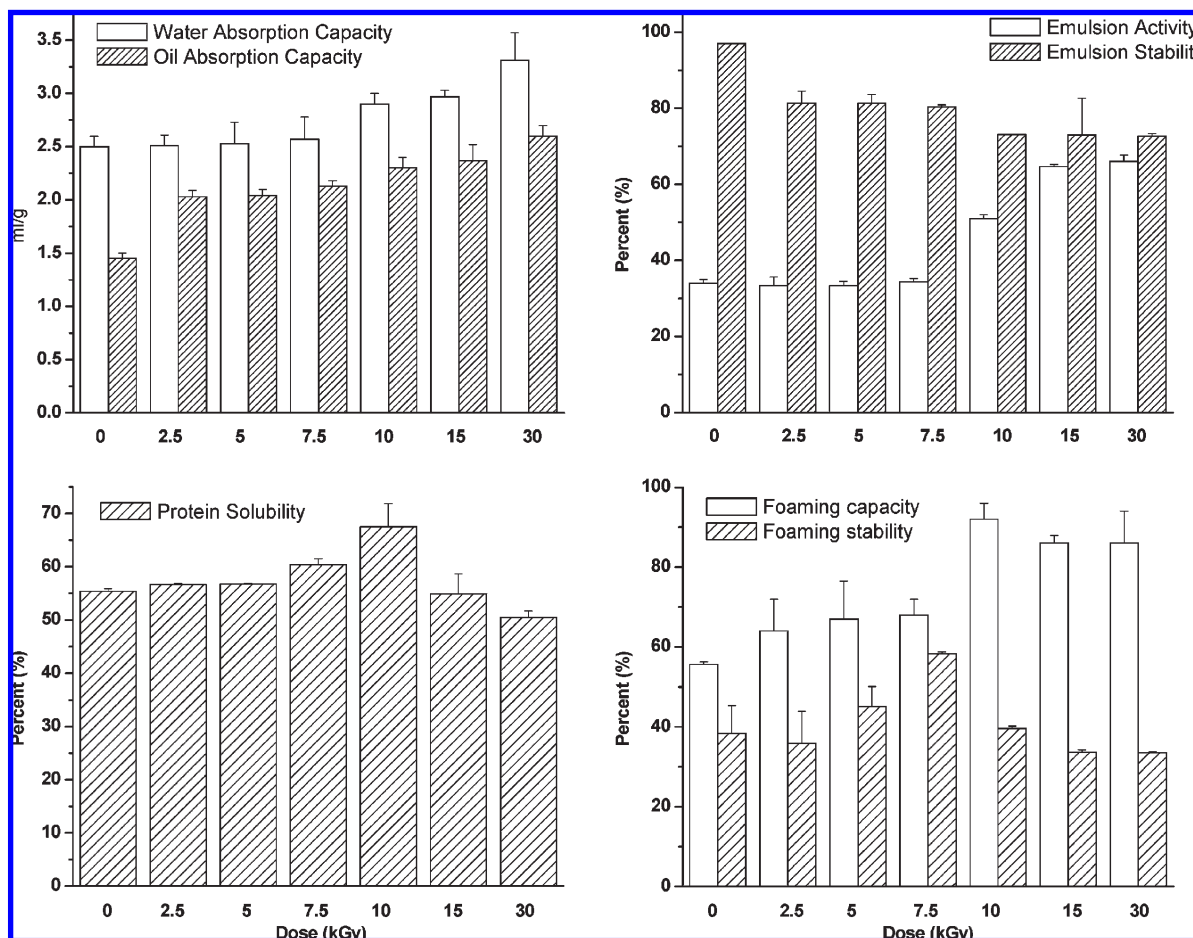 Water Absorption Capacity
Oil Absorption Capacity
3.5
3.0
2.5
2.0
1.5
1.0
0.5
0.0
ml/g
0 2.5 5 7.5 10 15 30
Emulsion Activity
Emulsion Stabilit
100
80
60
40
20
0
Percent (%)
0 2.5 5 7.5 10 15 30
Protein Solubility
70
60
50
40
30
20
10
0
Percent (%)
0 2.5 5 7.5 10 15 30
Dose (kGy)
Foaming capacity
Foaming stability
100
80
60
40
20
0
Percent (%)
0 2.5 5 7.5 10 15 30
Dose (kGy)